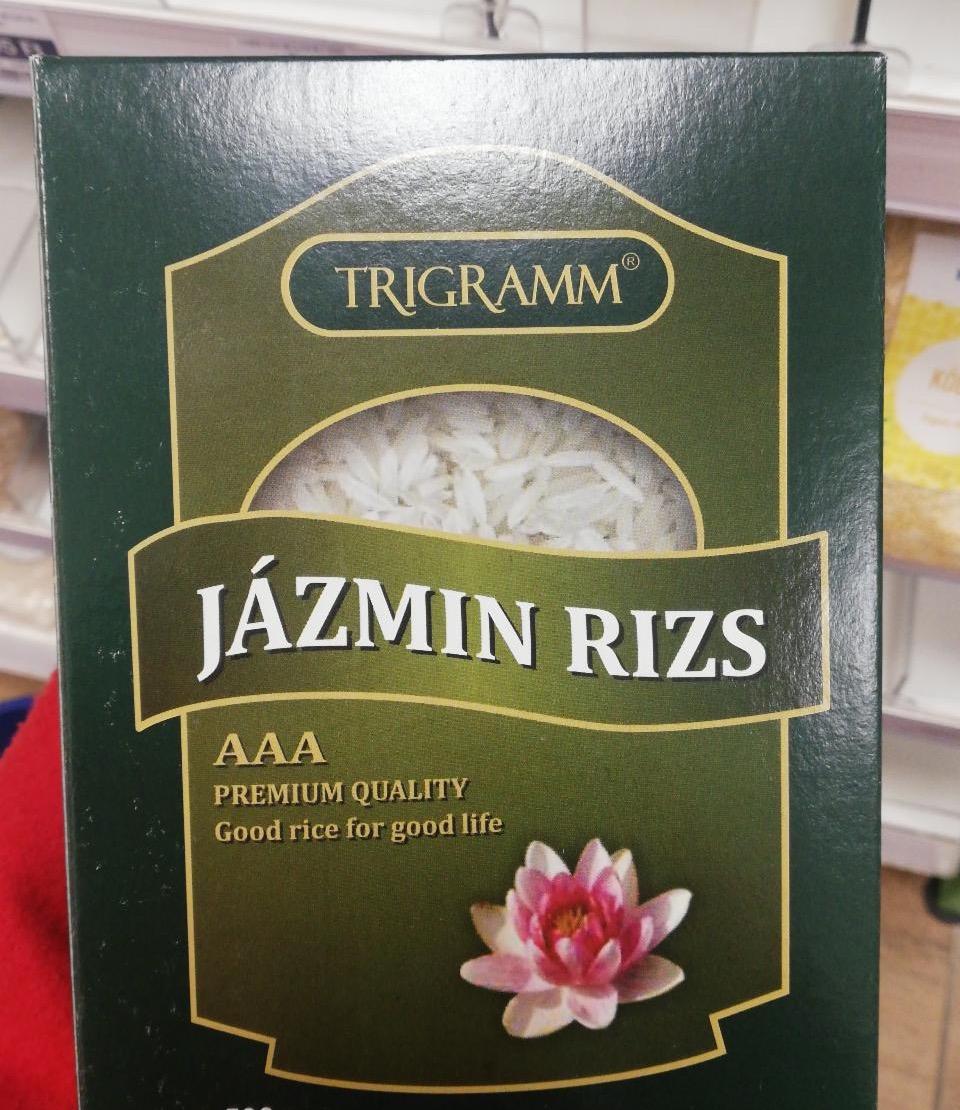 TRIGRAMM®
JÁZMIN RIZS
AAA
PREMIUM QUALITY
Good rice for good life